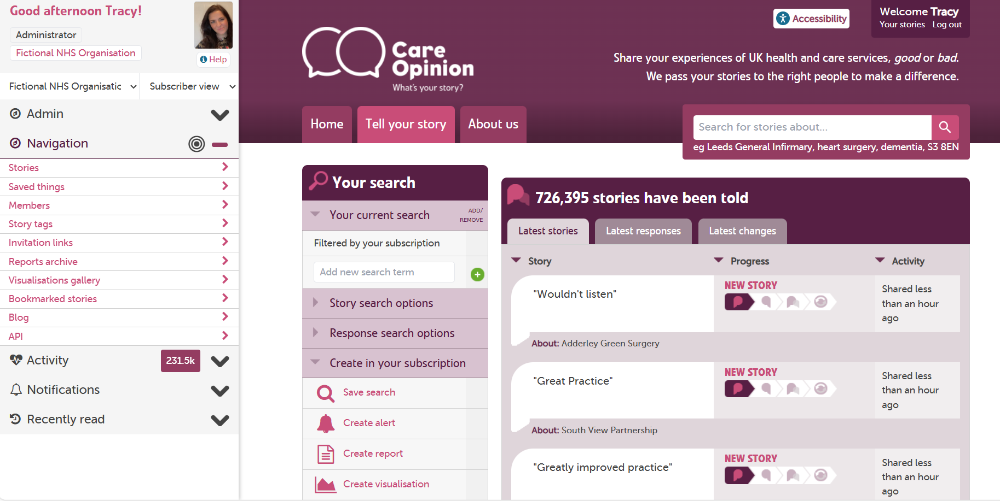 Good afternoon Tracy!
Administrator
Fictional NHS Organisation
Help
Fictional NHS Organisatic
Subscriber view
Admin
Navigation
Stories
Saved things
Members
Story tags
Invitation links
Reports archive
Visualisations gallery
Bookmarked stories
Blog
API
Activity
231.5k
Notifications
Recently read
Care
Opinion
What's your story?
Accessibility
Welcome Tracy
Your stories Log out
Share your experiences of UK health and care services, good or bad.
We pass your stories to the right people to make a difference.
Home
Tell your story
About us
Search for stories about...
eg Leeds General Infirmary, heart surgery, dementia, S3 8EN
Your search
Your current search
ADD/
REMOVE
Filtered by your subscription
Add new search term
Story search options
Response search options
Create in your subscription
Save search
Create alert
Create report
Create visualisation
726,395 stories have been told
Latest stories
Latest responses
Latest changes
Story
Progress
Activity
"Wouldn't listen"
NEW STORY
Shared less
than an hour
ago
About: Adderley Green Surgery
"Great Practice"
NEW STORY
Shared less
than an hour
ago
About: South View Partnership
"Greatly improved practice"
NEW STORY
Shared less
than an hour
ago